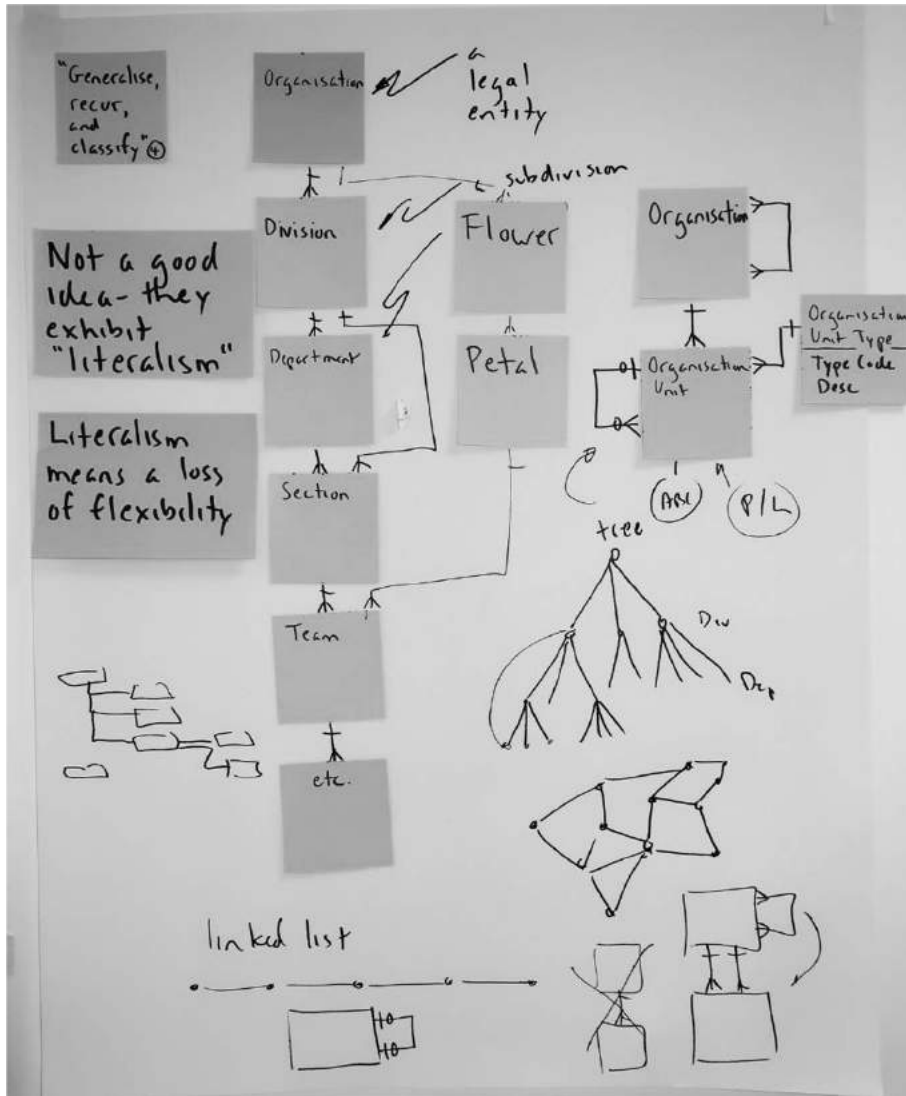 "Generalise,
recur,
and
classify" 4
Organisation
a
legal
entity
subdivision
Division
Flower
Organisation
Not a good
idea- they
exhibit
"literalism"
Department
Petal
Organisation
Unit
Organisation
Unit Type
Type Code
Desc
Literalism
means a loss
of flexibility
Section
P/L
tree
Team
Div
Dep
etc.
linked list